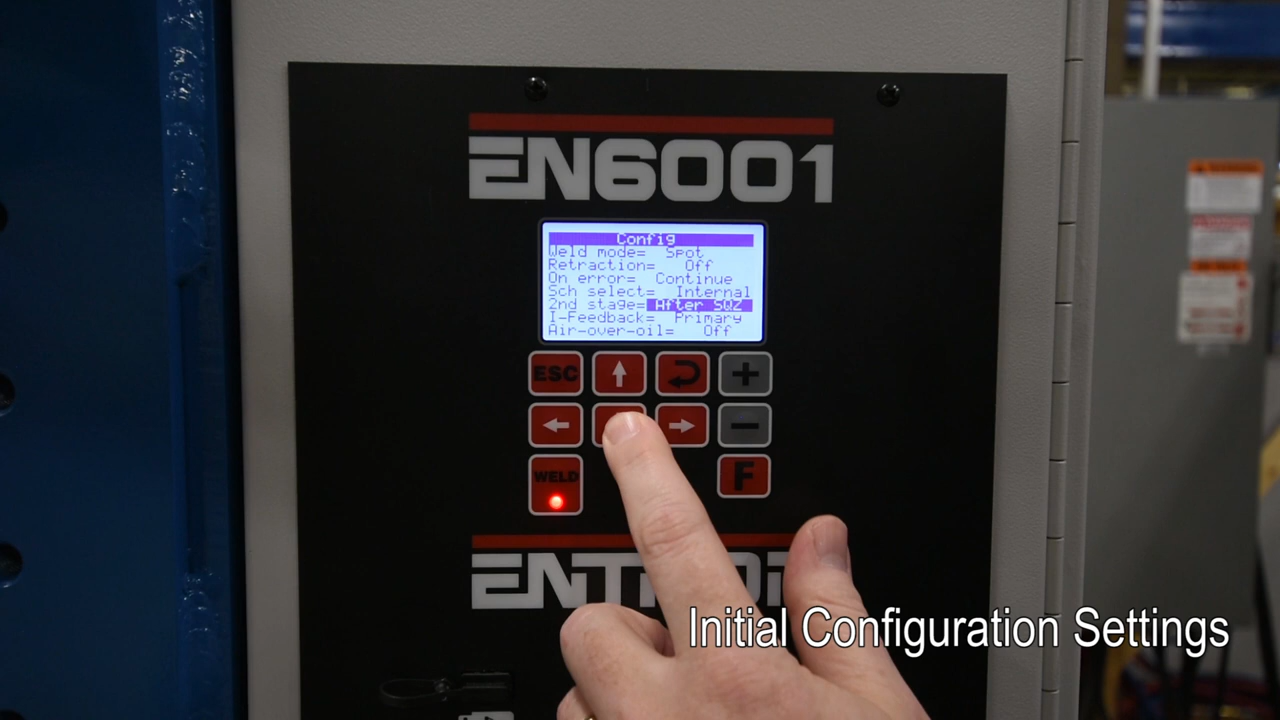 EN6001
Config
Weld mode= Spot
Retraction= Off
On error= Continue
Sch select= Internal
2nd stage= After SQZ
I-Feedback= Primary
Air-over-oil= Off
ESC
+
-
WELD
F
Initial Configuration Settings